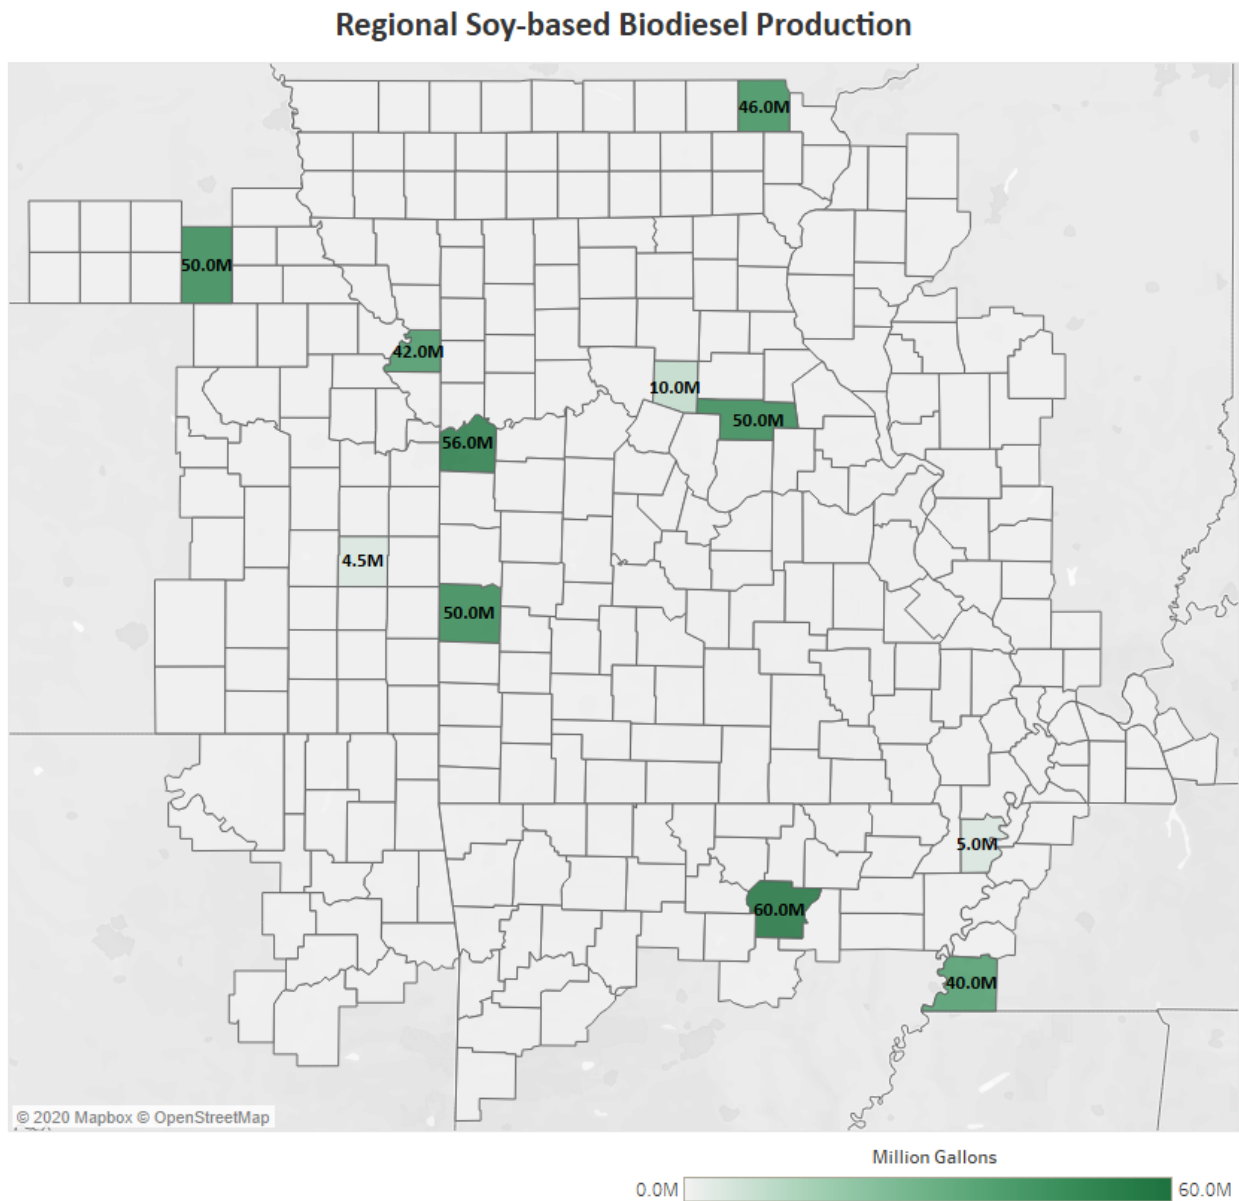 Regional Soy-based Biodiesel Production
46.0M
50.0M
42.0M
10.0M
50.0M
56.0M
4.5M
50.0M
5.0M
60.0M
40.0M
© 2020 Mapbox © OpenStreetMap
Million Gallons
0.0M
60.0M